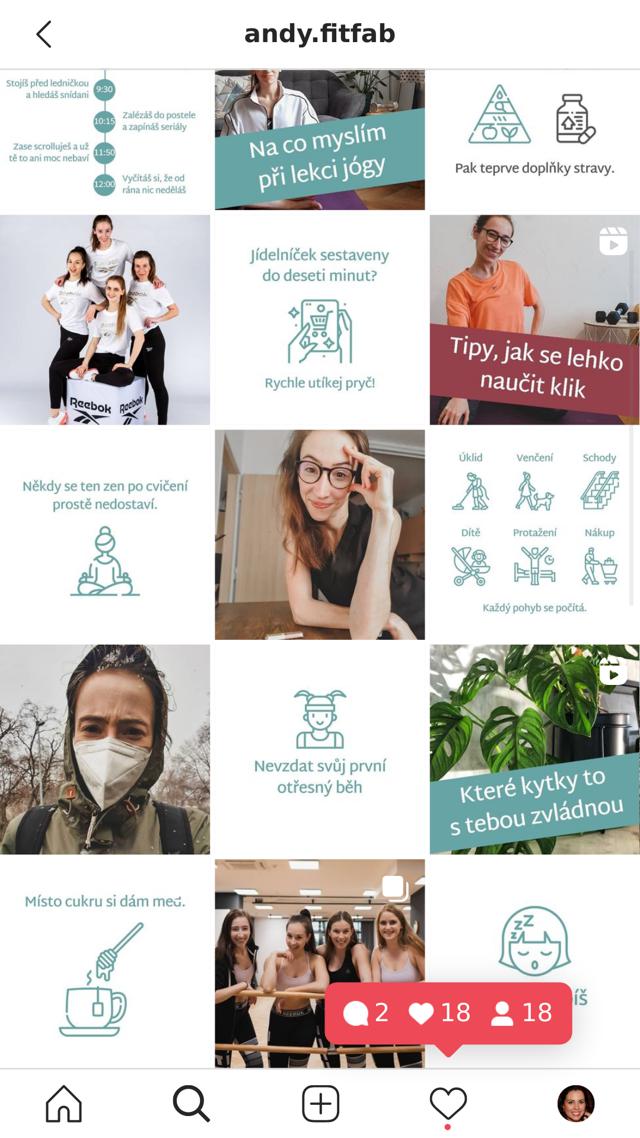 andy.fitfab
Stojíš před ledničkou
a hledáš snídani
9:30
10:15
Zalézáš do postele
a zapínáš seriály
Zase scrolluješ a už
tě to ani moc nebaví
11:50
12:00
Vyčítáš si, že od
rána nic neděláš
Na co myslím
při lekci jógy
Pak teprve doplňky stravy.
Reebok
Reebok
Jídelníček sestaveny
do deseti minut?
Rychle utíkej pryč!
Tipy, jak se lehko
naučit klik
Někdy se ten zen po cvičení
prostě nedostaví.
Úklid
Venčení
Schody
Dítě
Protažení
Nákup
Každý pohyb se počítá.
Nevzdat svůj první
otřesný běh
Které kytky to
s tebou zvládnou
Místo cukru si dám med.
zzz
íš
2
18
18